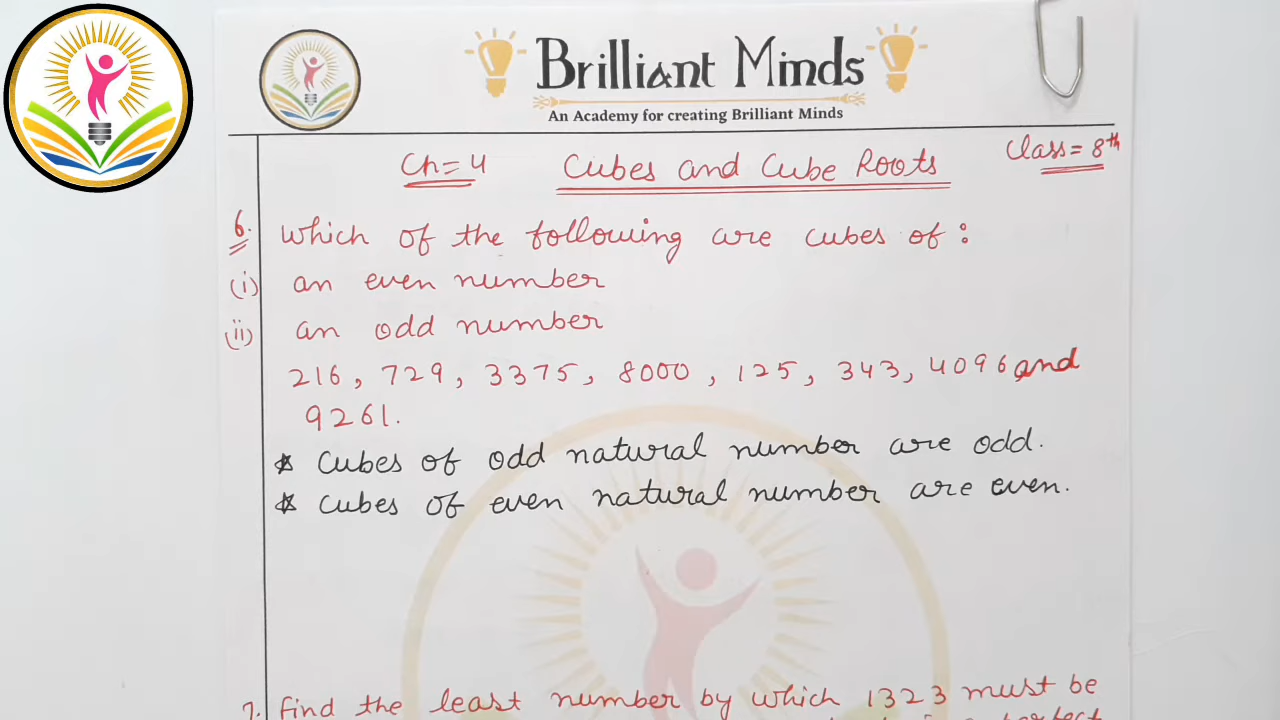 Brilliant Minds
An Academy for creating Brilliant Minds
Ch = 4 Cubes and Cube Roots Class = 8th
6. Which of the following are cubes of :
(i) an even number
(ii) an odd number
216, 729, 3375, 8000, 125, 343, 4096 and
9261.
* Cubes of odd natural number are odd.
* Cubes of even natural number are even.
7. Find the least number by which 1323 must be